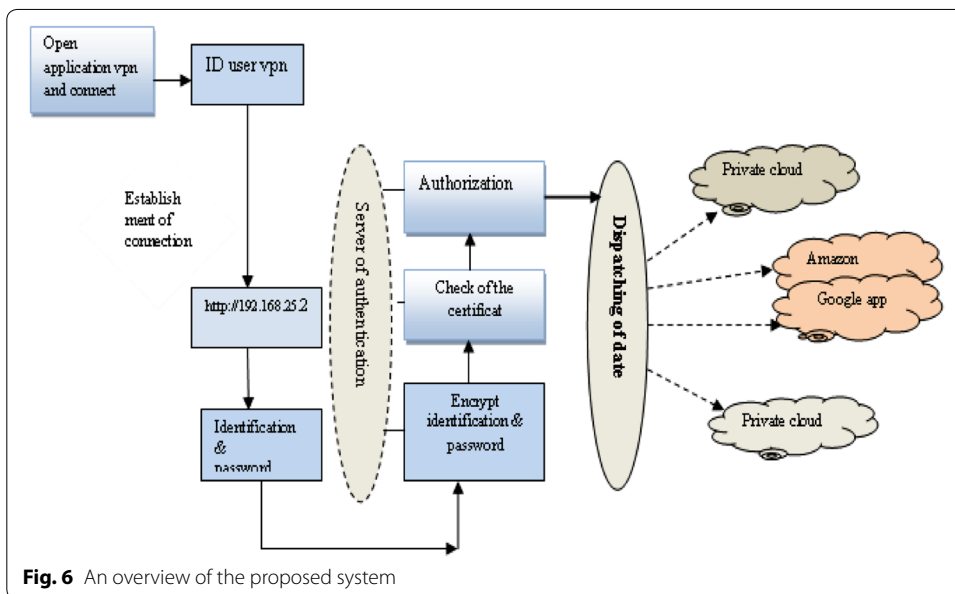 Open
application vpn
and connect
ID user vpn
Establish
ment of
connection
http://192.168.25.2
Identification
&
password
Server of authentication
Authorization
Check of the
certificat
Encrypt
identification &
password
Dispatching of date
Private cloud
Amazon
Google app
Private cloud
Fig. 6 An overview of the proposed system